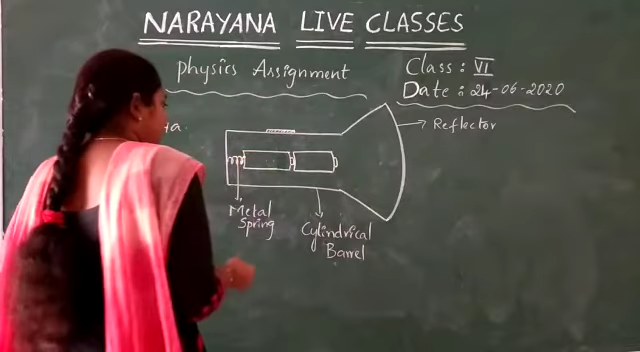 NARAYANA LIVE CLASSES
Physics Assignment
Class : VI
Date : 24-06-2020
Reflector
Metal
Spring
Cylindrical
Barrel